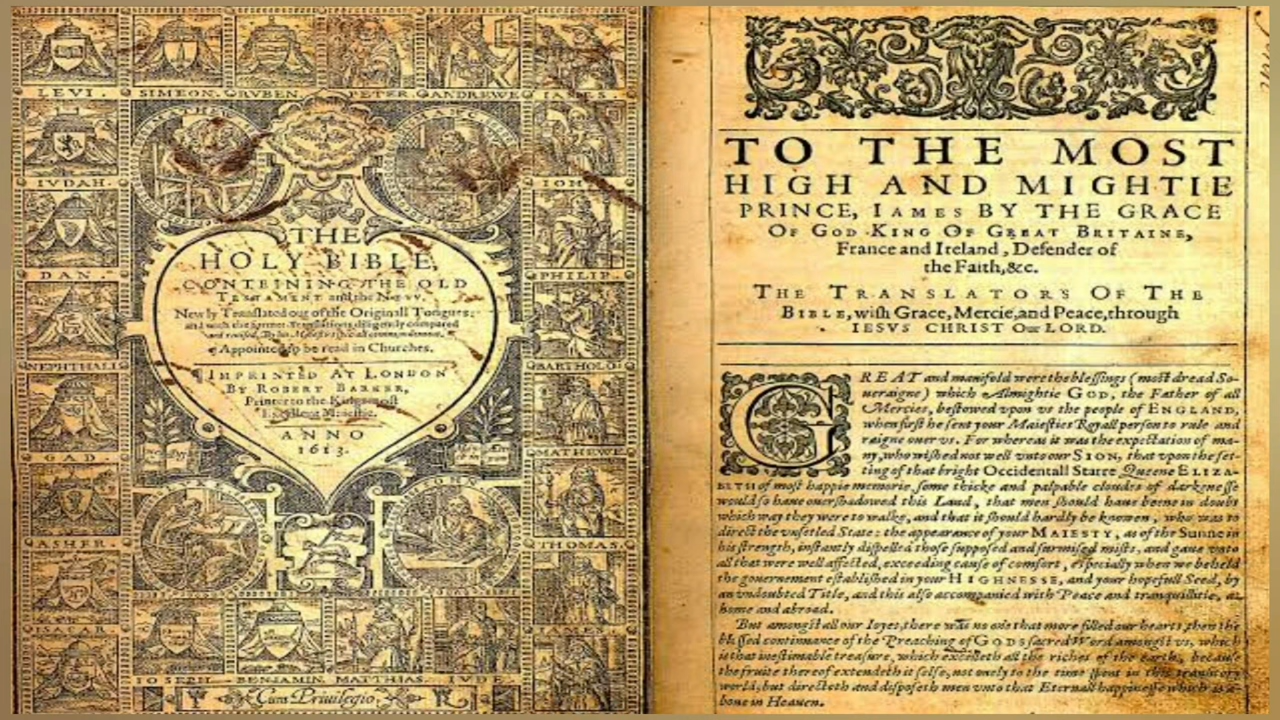 LEVI. SIMEON. RVBEN. PETER. ANDREWE
IVDAH.
IOHN
DAN.
PHILIP.
NEPHTHALI
BARTHOLO:
GAD.
MATHEWE
ASHER.
THOMAS.
ISACAR.
IOSEPH. BENJAMIN. MATTHIAS. IVDE
Cum Privilegio
THE
HOLY BIBLE,
CONTEINING THE OLD
TESTAMENT and the NEVV.
Newly Translated out of the Originall Tongues:
and with the former Translations diligently compared
¶ Appointed to be read in Churches.
¶ IMPRINTED AT LONDON
BY ROBERT BARKER,
Printer to the Kings most
Excellent Maiestie.
ANNO
1613.
TO THE MOST
HIGH AND MIGHTIE
PRINCE, IAMES BY THE GRACE
OF GOD KING OF GREAT BRITAINE,
France and Ireland, Defender of
the Faith, &c.
THE TRANSLATORS OF THE
BIBLE, wish Grace, Mercie, and Peace, through
IESVS CHRIST Our LORD.
GREAT and manifold were the blessings (most dread So-
ueraigne) which Almightie GOD, the Father of all
Mercies, bestowed vpon vs the people of ENGLAND,
when first he sent your Maiesties Royall person to rule and
raigne ouer vs. For whereas it was the expectation of ma-
ny, who wished not well vnto our SION, that vpon the set-
ting of that bright Occidentall Starre Queene ELIZA-
BETH of most happie memorie, some thicke and palpable cloudes of darkenesse
would so haue ouershadowed this Land, that men should haue beene in doubt
which way they were to walke, and that it should hardly be knowen, who was to
direct the vnsetled State: the appearance of your MAIESTY, as of the Sunne in
his strength, instantly dispelled those supposed and surmised mists, and gaue vnto
all that were well affected, exceeding cause of comfort, especially when we beheld
the gouernement established in your HIGHNESSE, and your hopefull Seed, by
an vndoubted Title, and this also accompanied with Peace and tranquillitie, at
home and abroad.
But amongst all our Ioyes, there was no one that more filled our hearts, then the
blessed continuance of the Preaching of GODS sacred Word amongst vs, which
is that inestimable treasure, which excelleth all the riches of the earth, because
the fruite thereof extendeth it selfe, not onely to the time spent in this transitory
world, but directeth and disposeth men vnto that Eternall happinesse which is a-
boue in Heauen.